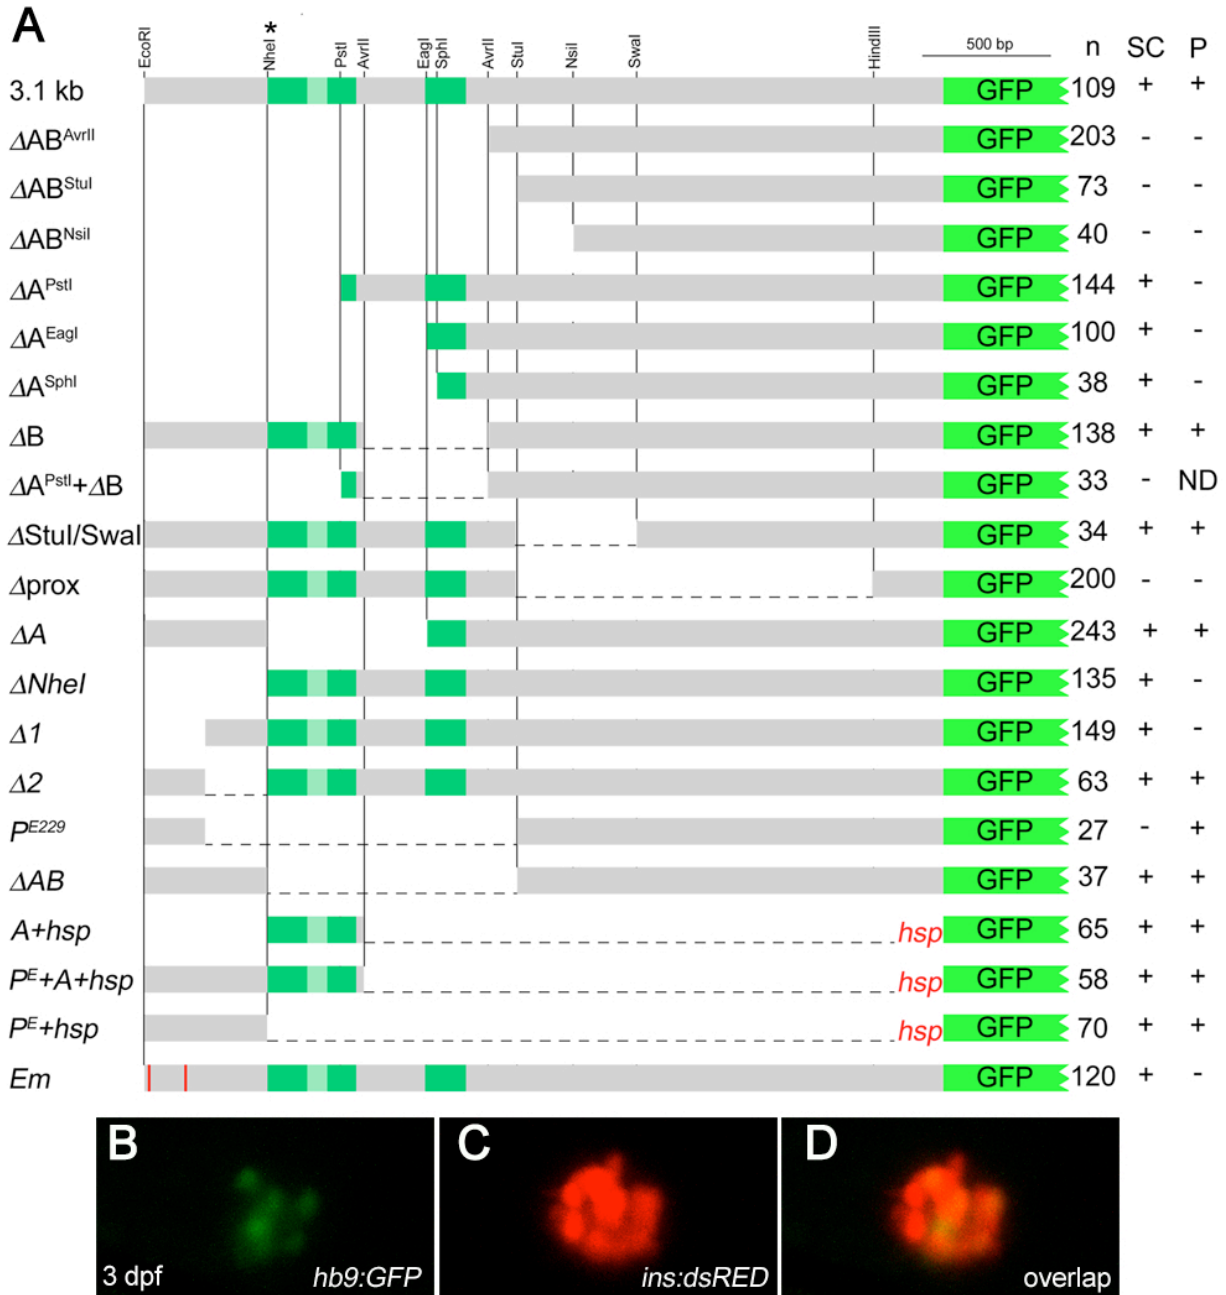 A
EcoRI NheI * PstI AvrII EagI SphI AvrII StuI NsiI SwaI HindIII 500 bp n SC P
3.1 kb GFP 109 + +
ΔAB^AvrII GFP 203 - -
ΔAB^StuI GFP 73 - -
ΔAB^NsiI GFP 40 - -
ΔA^PstI GFP 144 + -
ΔA^EagI GFP 100 + -
ΔA^SphI GFP 38 + -
ΔB GFP 138 + +
ΔA^PstI+ΔB GFP 33 - ND
ΔStuI/SwaI GFP 34 + +
Δprox GFP 200 - -
ΔA GFP 243 + +
ΔNheI GFP 135 + -
Δ1 GFP 149 + -
Δ2 GFP 63 + +
P^E229 GFP 27 - +
ΔAB GFP 37 + +
A+hsp hsp GFP 65 + +
P^E+A+hsp hsp GFP 58 + +
P^E+hsp hsp GFP 70 + +
Em GFP 120 + -
B C D
3 dpf hb9:GFP ins:dsRED overlap